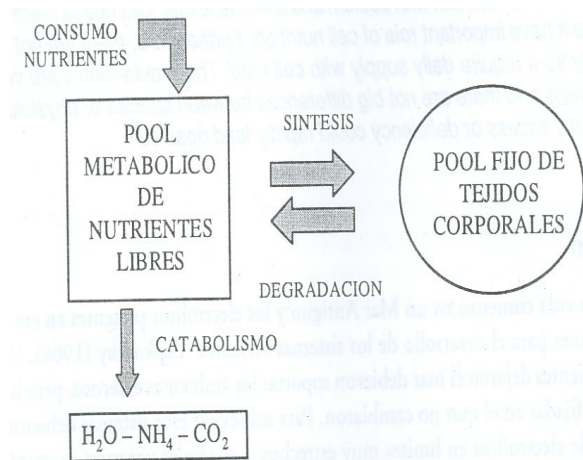 CONSUMO
NUTRIENTES
POOL
METABOLICO
DE
NUTRIENTES
LIBRES
SINTESIS
DEGRADACION
POOL FIJO DE
TEJIDOS
CORPORALES
CATABOLISMO
H₂O – NH₄ - CO₂